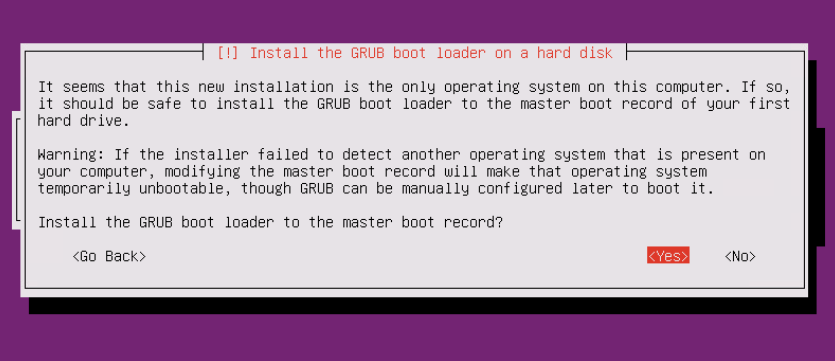 [!] Install the GRUB boot loader on a hard disk
It seems that this new installation is the only operating system on this computer. If so,
it should be safe to install the GRUB boot loader to the master boot record of your first
hard drive.
Warning: If the installer failed to detect another operating system that is present on
your computer, modifying the master boot record will make that operating system
temporarily unbootable, though GRUB can be manually configured later to boot it.
Install the GRUB boot loader to the master boot record?
<Go Back> <Yes> <No>